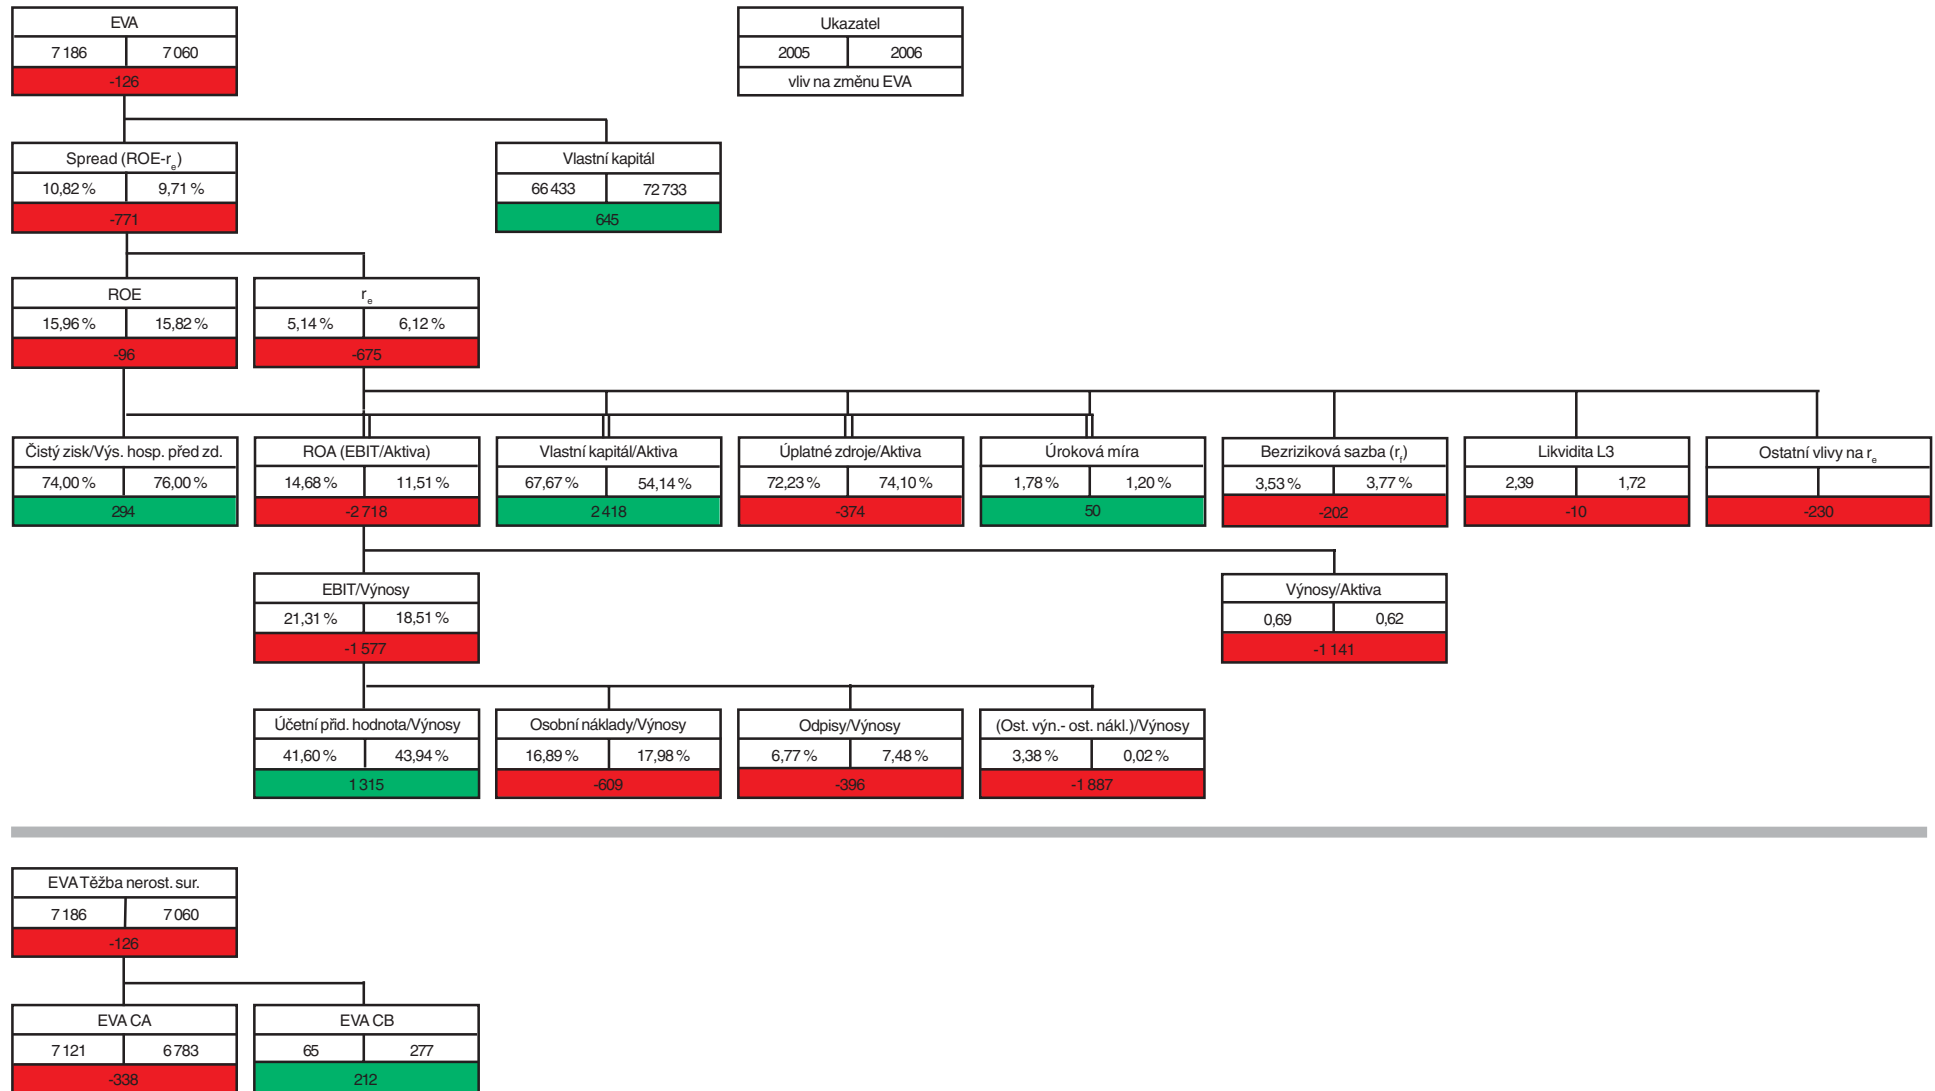 EVA
7 186 7 060
-126
Ukazatel
2005 2006
vliv na změnu EVA
Spread (ROE-re)
10,82 % 9,71 %
-771
Vlastní kapitál
66 433 72 733
645
ROE
15,96 % 15,82 %
-96
re
5,14 % 6,12 %
-675
Čistý zisk/Výs. hosp. před zd.
74,00 % 76,00 %
294
ROA (EBIT/Aktiva)
14,68 % 11,51 %
-2 718
Vlastní kapitál/Aktiva
67,67 % 54,14 %
2 418
Úplatné zdroje/Aktiva
72,23 % 74,10 %
-374
Úroková míra
1,78 % 1,20 %
50
Bezriziková sazba (rf)
3,53 % 3,77 %
-202
Likvidita L3
2,39 1,72
-10
Ostatní vlivy na re
-230
EBIT/Výnosy
21,31 % 18,51 %
-1 577
Výnosy/Aktiva
0,69 0,62
-1 141
Účetní přid. hodnota/Výnosy
41,60 % 43,94 %
1 315
Osobní náklady/Výnosy
16,89 % 17,98 %
-609
Odpisy/Výnosy
6,77 % 7,48 %
-396
(Ost. výn.- ost. nákl.)/Výnosy
3,38 % 0,02 %
-1 887
EVA Těžba nerost. sur.
7 186 7 060
-126
EVA CA
7 121 6 783
-338
EVA CB
65 277
212